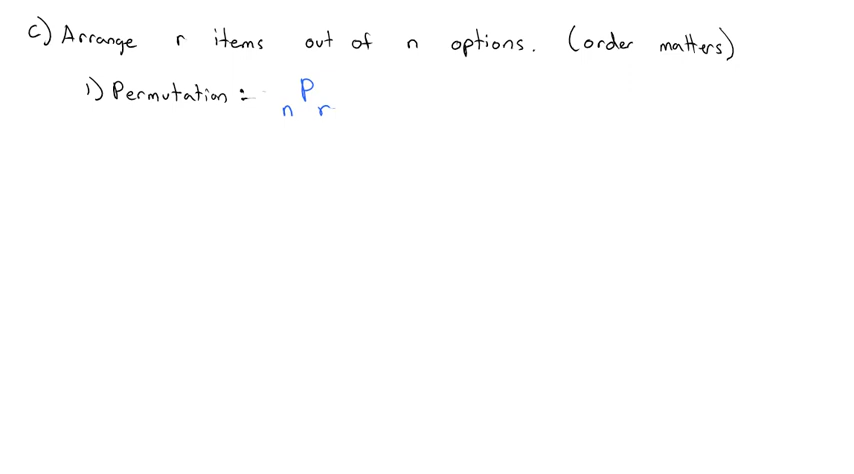 c) Arrange r items out of n options. (order matters)
1) Permutation = nPr